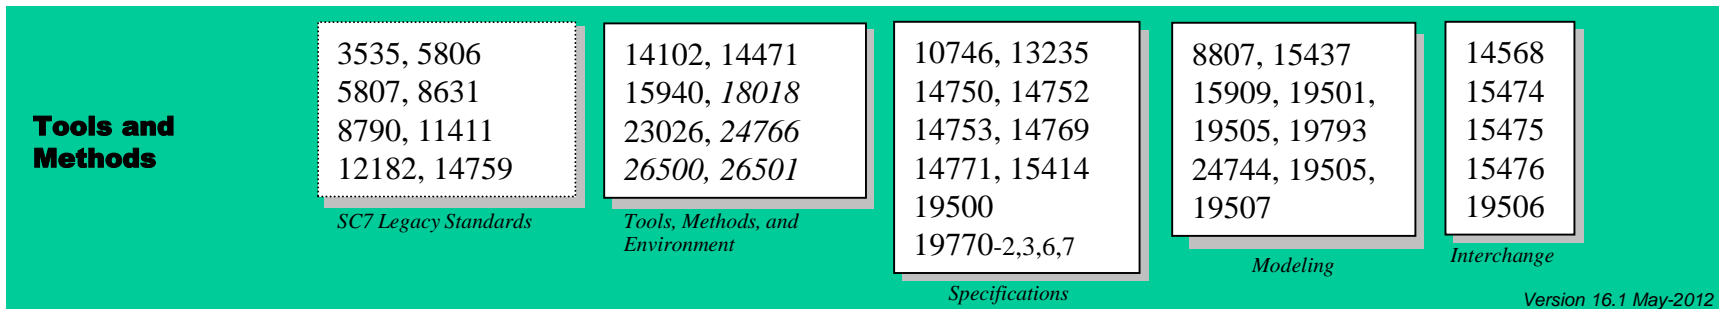 Tools and
Methods
3535, 5806
5807, 8631
8790, 11411
12182, 14759
SC7 Legacy Standards
14102, 14471
15940, 18018
23026, 24766
26500, 26501
Tools, Methods, and
Environment
10746, 13235
14750, 14752
14753, 14769
14771, 15414
19500
19770-2,3,6,7
Specifications
8807, 15437
15909, 19501,
19505, 19793
24744, 19505,
19507
Modeling
14568
15474
15475
15476
19506
Interchange
Version 16.1 May-2012